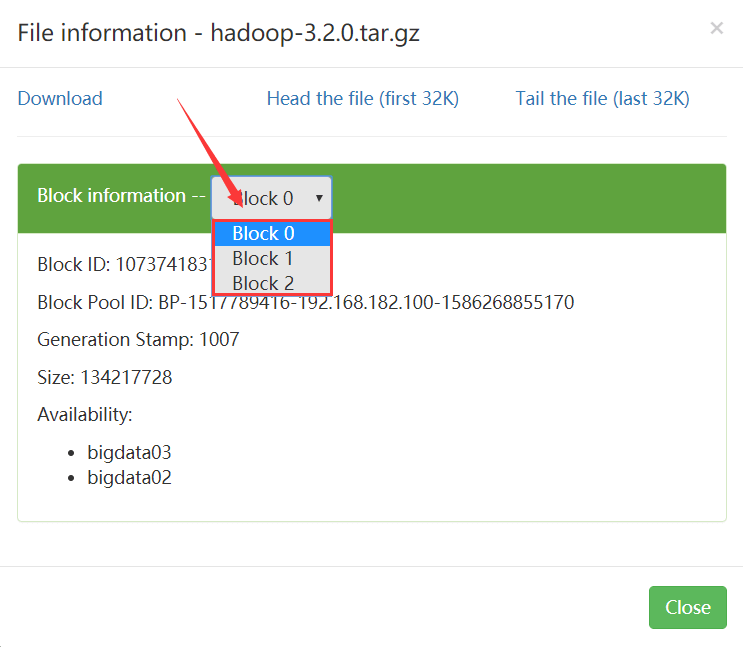 File information - hadoop-3.2.0.tar.gz ×
Download Head the file (first 32K) Tail the file (last 32K)
Block information -- Block 0
Block 0
Block 1
Block 2
Block ID:
Block Pool ID: BP-1517789416-192.168.182.100-1586268855170
Generation Stamp: 1007
Size: 134217728
Availability:
bigdata03
bigdata02
Close